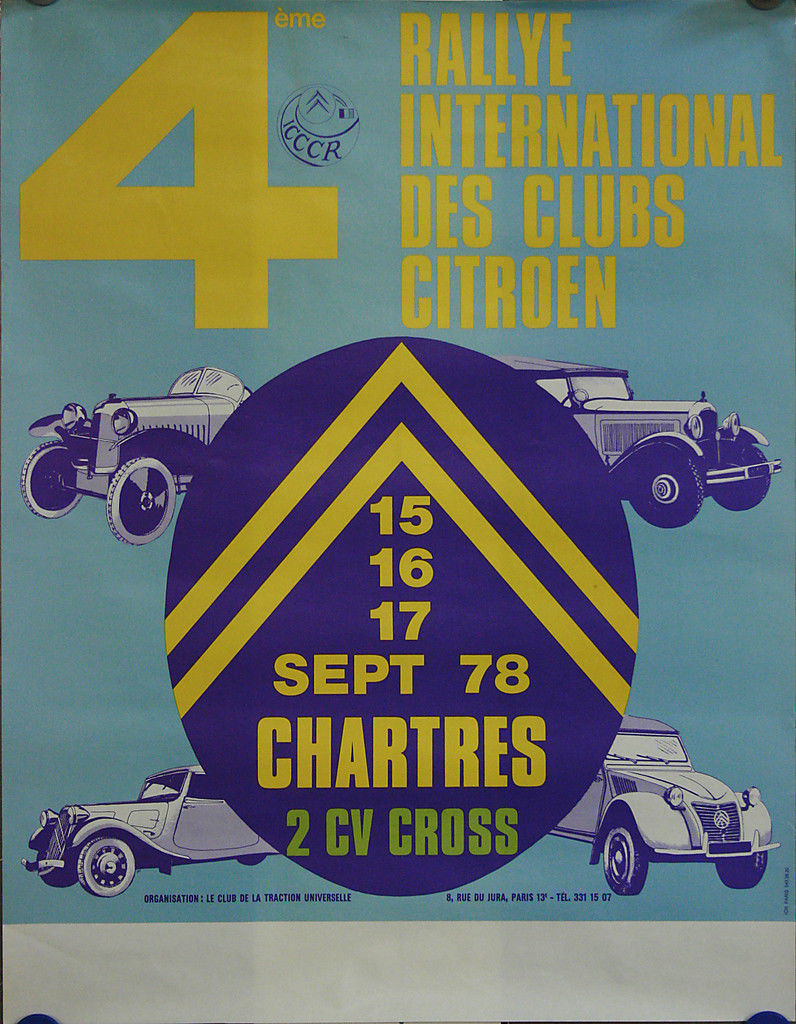 4ème
RALLYE
INTERNATIONAL
DES CLUBS
CITROEN
ICCCR
15
16
17
SEPT 78
CHARTRES
2 CV CROSS
ORGANISATION : LE CLUB DE LA TRACTION UNIVERSELLE
8, RUE DU JURA, PARIS 13e - TÉL. 331 15 07